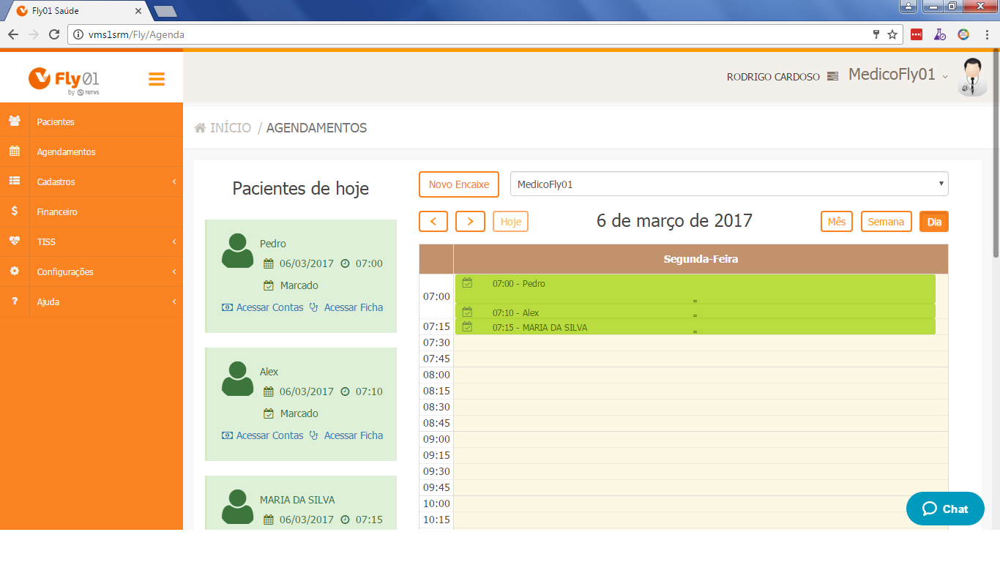 Fly01 Saúde
vms1srm/Fly/Agenda
Fly01
by TOTVS
RODRIGO CARDOSO MedicoFly01
Pacientes
Agendamentos
Cadastros
Financeiro
TISS
Configurações
Ajuda
INÍCIO / AGENDAMENTOS
Pacientes de hoje
Pedro
06/03/2017 07:00
Marcado
Acessar Contas Acessar Ficha
Alex
06/03/2017 07:10
Marcado
Acessar Contas Acessar Ficha
MARIA DA SILVA
06/03/2017 07:15
Novo Encaixe MedicoFly01
< > Hoje 6 de março de 2017 Mês Semana Dia
Segunda-Feira
07:00 07:00 - Pedro
07:10 - Alex
07:15 07:15 - MARIA DA SILVA
07:30
07:45
08:00
08:15
08:30
08:45
09:00
09:15
09:30
09:45
10:00
10:15
Chat